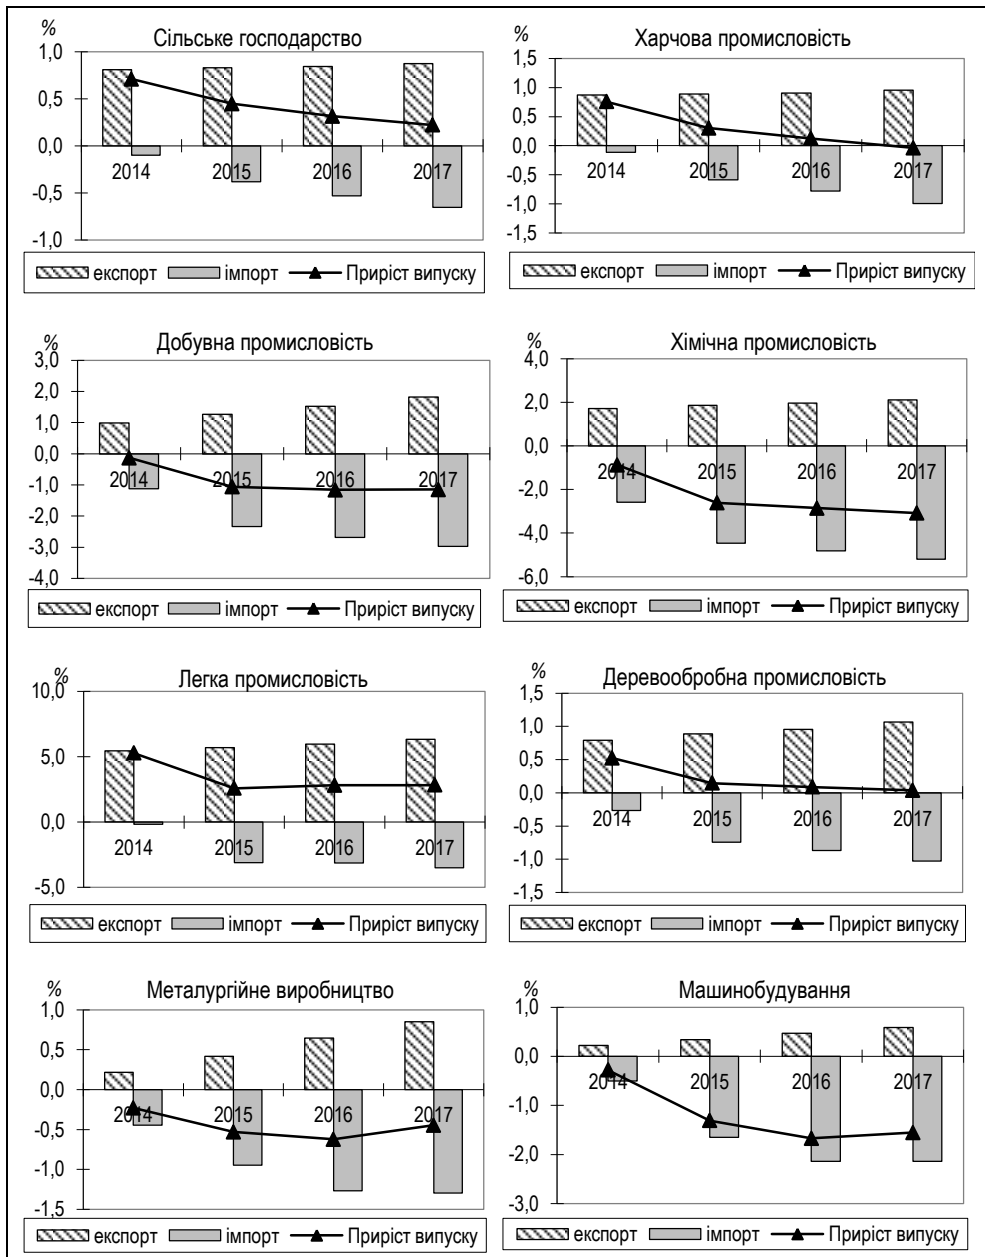 %
Сільське господарство
1,0
0,5
0,0
-0,5
-1,0
2014 2015 2016 2017
експорт імпорт Приріст випуску
%
Харчова промисловість
1,5
1,0
0,5
0,0
-0,5
-1,0
-1,5
2014 2015 2016 2017
експорт імпорт Приріст випуску
%
Добувна промисловість
3,0
2,0
1,0
0,0
-1,0
-2,0
-3,0
-4,0
2014 2015 2016 2017
експорт імпорт Приріст випуску
%
Хімічна промисловість
4,0
2,0
0,0
-2,0
-4,0
-6,0
2014 2015 2016 2017
експорт імпорт Приріст випуску
%
Легка промисловість
10,0
5,0
0,0
-5,0
2014 2015 2016 2017
експорт імпорт Приріст випуску
%
Деревообробна промисловість
1,5
1,0
0,5
0,0
-0,5
-1,0
-1,5
2014 2015 2016 2017
експорт імпорт Приріст випуску
%
Металургійне виробництво
1,0
0,5
0,0
-0,5
-1,0
-1,5
2014 2015 2016 2017
експорт імпорт Приріст випуску
%
Машинобудування
1,0
0,0
-1,0
-2,0
-3,0
2014 2015 2016 2017
експорт імпорт Приріст випуску